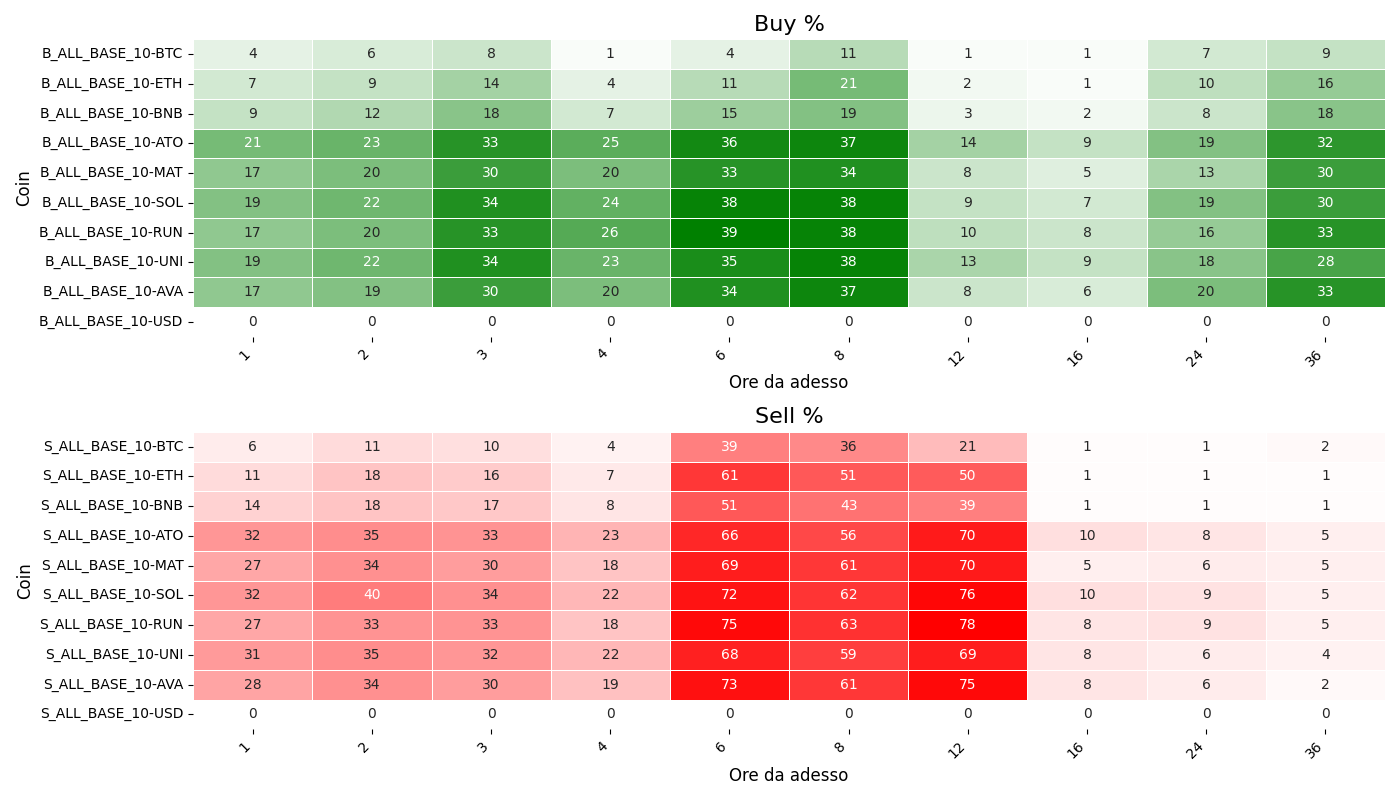 Buy %
Coin
B_ALL_BASE_10-BTC 4 6 8 1 4 11 1 1 7 9
B_ALL_BASE_10-ETH 7 9 14 4 11 21 2 1 10 16
B_ALL_BASE_10-BNB 9 12 18 7 15 19 3 2 8 18
B_ALL_BASE_10-ATO 21 23 33 25 36 37 14 9 19 32
B_ALL_BASE_10-MAT 17 20 30 20 33 34 8 5 13 30
B_ALL_BASE_10-SOL 19 22 34 24 38 38 9 7 19 30
B_ALL_BASE_10-RUN 17 20 33 26 39 38 10 8 16 33
B_ALL_BASE_10-UNI 19 22 34 23 35 38 13 9 18 28
B_ALL_BASE_10-AVA 17 19 30 20 34 37 8 6 20 33
B_ALL_BASE_10-USD 0 0 0 0 0 0 0 0 0 0
1 2 3 4 6 8 12 16 24 36
Ore da adesso
Sell %
Coin
S_ALL_BASE_10-BTC 6 11 10 4 39 36 21 1 1 2
S_ALL_BASE_10-ETH 11 18 16 7 61 51 50 1 1 1
S_ALL_BASE_10-BNB 14 18 17 8 51 43 39 1 1 1
S_ALL_BASE_10-ATO 32 35 33 23 66 56 70 10 8 5
S_ALL_BASE_10-MAT 27 34 30 18 69 61 70 5 6 5
S_ALL_BASE_10-SOL 32 40 34 22 72 62 76 10 9 5
S_ALL_BASE_10-RUN 27 33 33 18 75 63 78 8 9 5
S_ALL_BASE_10-UNI 31 35 32 22 68 59 69 8 6 4
S_ALL_BASE_10-AVA 28 34 30 19 73 61 75 8 6 2
S_ALL_BASE_10-USD 0 0 0 0 0 0 0 0 0 0
1 2 3 4 6 8 12 16 24 36
Ore da adesso